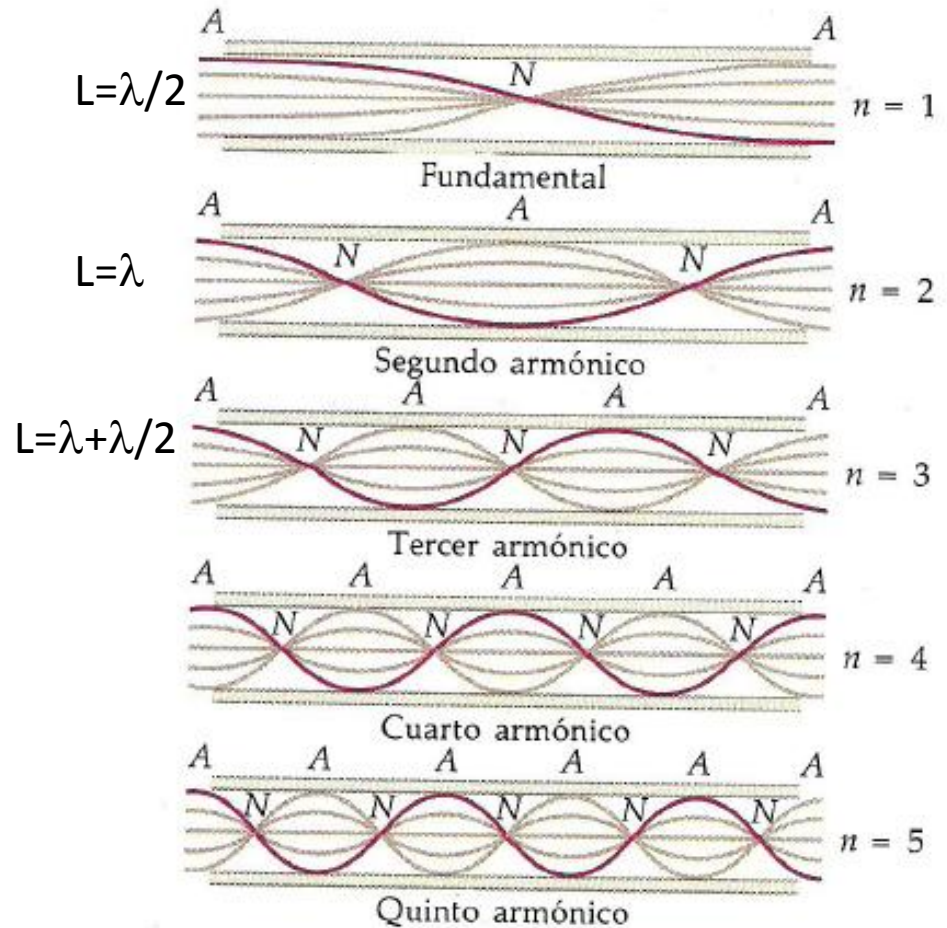 A A
L=λ/2 N n = 1
Fundamental
A A A
L=λ N N n = 2
Segundo armónico
A A A A
L=λ+λ/2 N N N n = 3
Tercer armónico
A A A A A
N N N N n = 4
Cuarto armónico
A A A A A A
N N N N N n = 5
Quinto armónico